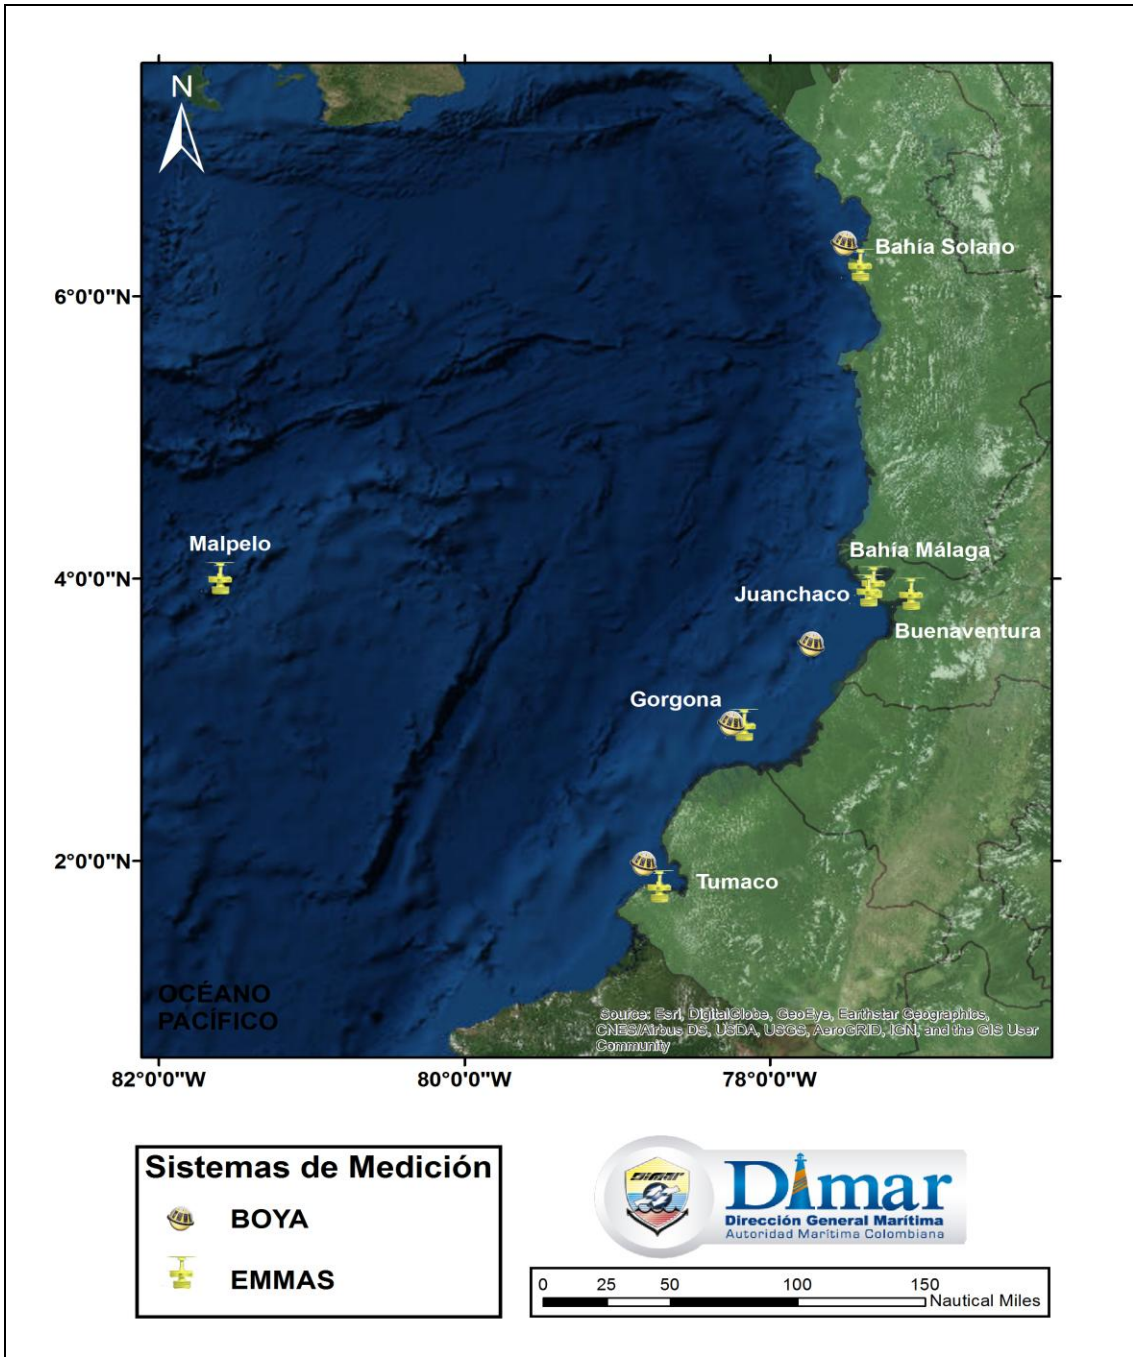 N
Bahía Solano
6°0'0"N
Malpelo
Bahía Málaga
4°0'0"N
Juanchaco
Buenaventura
Gorgona
2°0'0"N
Tumaco
OCÉANO
PACÍFICO
Source: Esri, DigitalGlobe, GeoEye, Earthstar Geographics,
CNES/Airbus DS, USDA, USGS, AeroGRID, IGN, and the GIS User
Community
82°0'0"W 80°0'0"W 78°0'0"W
Sistemas de Medición
BOYA
EMMAS
Dimar
Dimar
Dirección General Marítima
Autoridad Marítima Colombiana
0 25 50 100 150
Nautical Miles